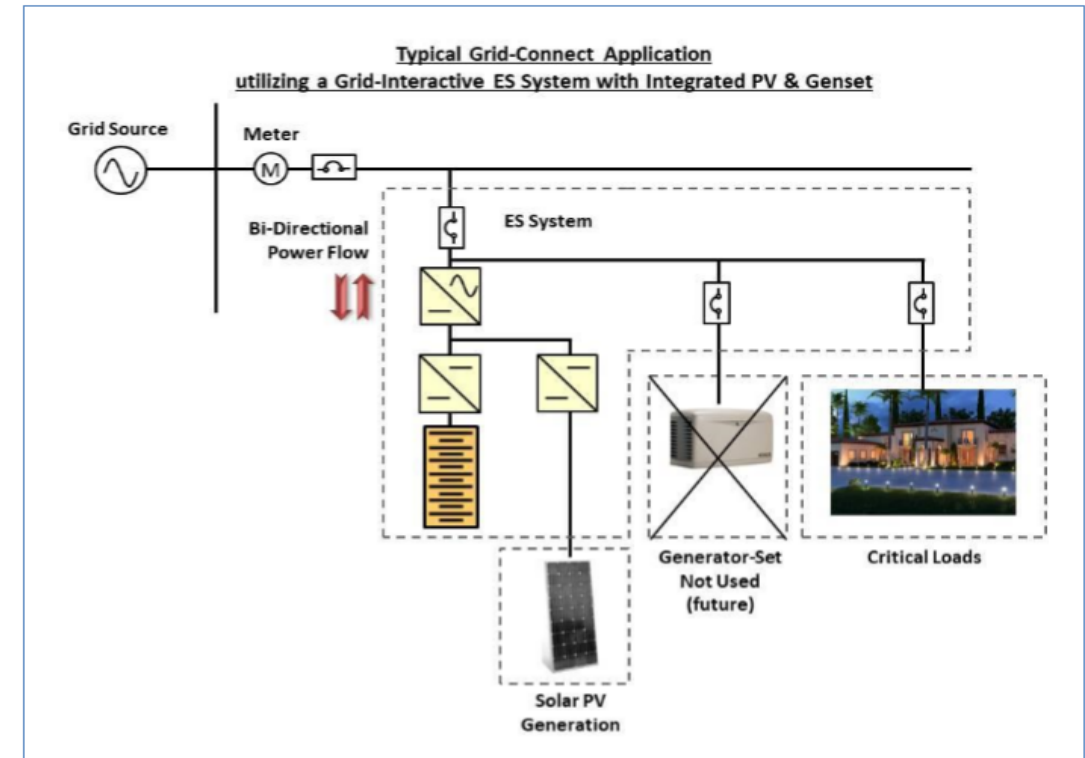 Typical Grid-Connect Application
utilizing a Grid-Interactive ES System with Integrated PV & Genset
Grid Source
Meter
M
Bi-Directional
Power Flow
ES System
Generator-Set
Not Used
(future)
Critical Loads
Solar PV
Generation